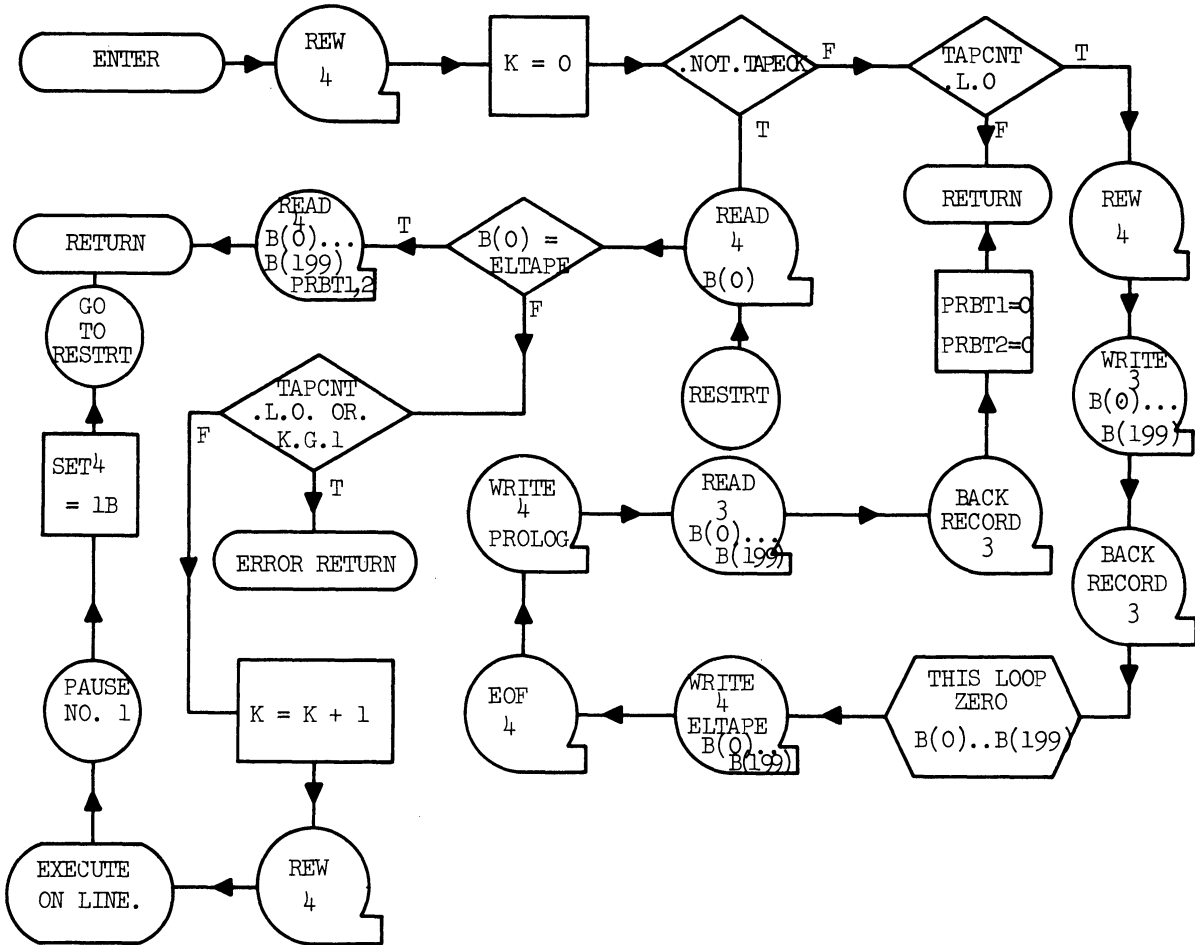 ENTER
REW
4
K = 0
.NOT.TAPECK
F
T
TAPCNT
.L.0
T
F
RETURN
REW
4
PRBT1=0
PRBT2=0
WRITE
3
B(0)...
B(199)
BACK
RECORD
3
THIS LOOP
ZERO
B(0)..B(199)
WRITE
4
ELTAPE
B(0)...
B(199)
EOF
4
WRITE
4
PROLOG
READ
3
B(0)...
B(199)
BACK
RECORD
3
READ
4
B(0)
RESTRT
B(0) =
ELTAPE
T
F
READ
4
B(0)...
B(199)
PRBT1,2
RETURN
GO
TO
RESTRT
SET4
= 1B
TAPCNT
.L.0. OR.
K.G.1
F
T
ERROR RETURN
K = K + 1
REW
4
EXECUTE
ON LINE.
PAUSE
NO. 1